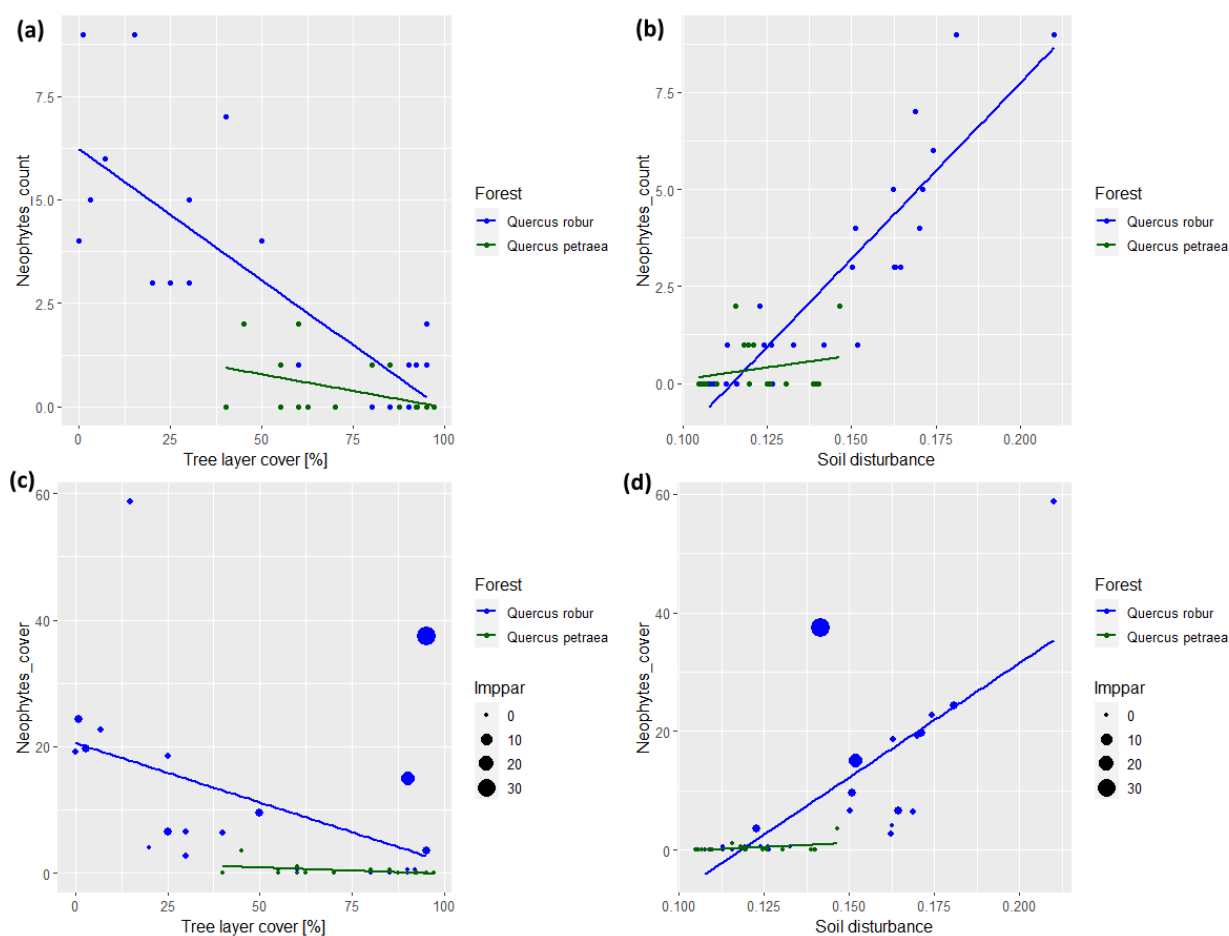 (a)
Neophytes_count
7.5
5.0
2.5
0.0
0 25 50 75 100
Tree layer cover [%]
Forest
Quercus robur
Quercus petraea
(b)
Neophytes_count
7.5
5.0
2.5
0.0
0.100 0.125 0.150 0.175 0.200
Soil disturbance
Forest
Quercus robur
Quercus petraea
(c)
Neophytes_cover
60
40
20
0
0 25 50 75 100
Tree layer cover [%]
Forest
Quercus robur
Quercus petraea
Imppar
0
10
20
30
(d)
Neophytes_cover
60
40
20
0
0.100 0.125 0.150 0.175 0.200
Soil disturbance
Forest
Quercus robur
Quercus petraea
Imppar
0
10
20
30